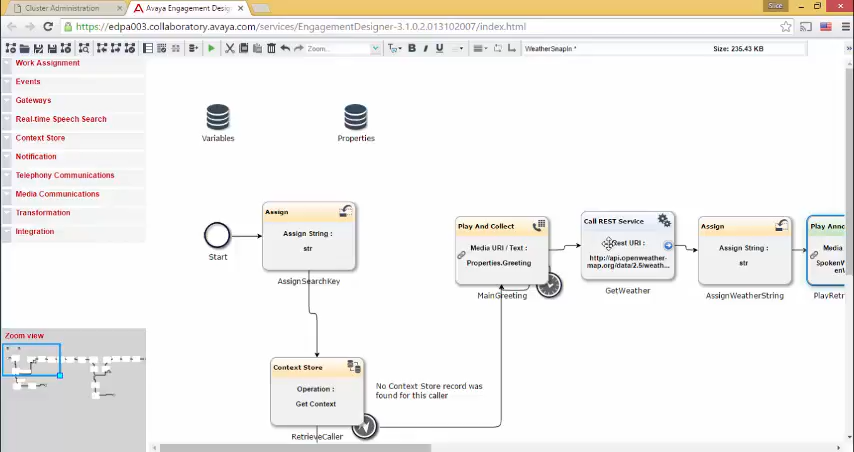 Cluster Administration
Avaya Engagement Design
Slice
https://edpa003.collaboratory.avaya.com/services/EngagementDesigner-3.1.0.2.013102007/index.html
Zoom...
B I U
WeatherSnapIn *
Size: 235.43 KB
Work Assignment
Events
Gateways
Real-time Speech Search
Context Store
Notification
Telephony Communications
Media Communications
Transformation
Integration
Zoom view
Variables
Properties
Start
Assign
Assign String :
str
AssignSearchKey
Play And Collect
Media URI / Text :
Properties.Greeting
MainGreeting
Call REST Service
Rest URI :
http://api.openweather-
map.org/data/2.5/weath...
GetWeather
Assign
Assign String :
str
AssignWeatherString
Play Anno
Media
SpokenW
PlayRetr
Context Store
Operation :
Get Context
RetrieveCaller
No Context Store record was
found for this caller